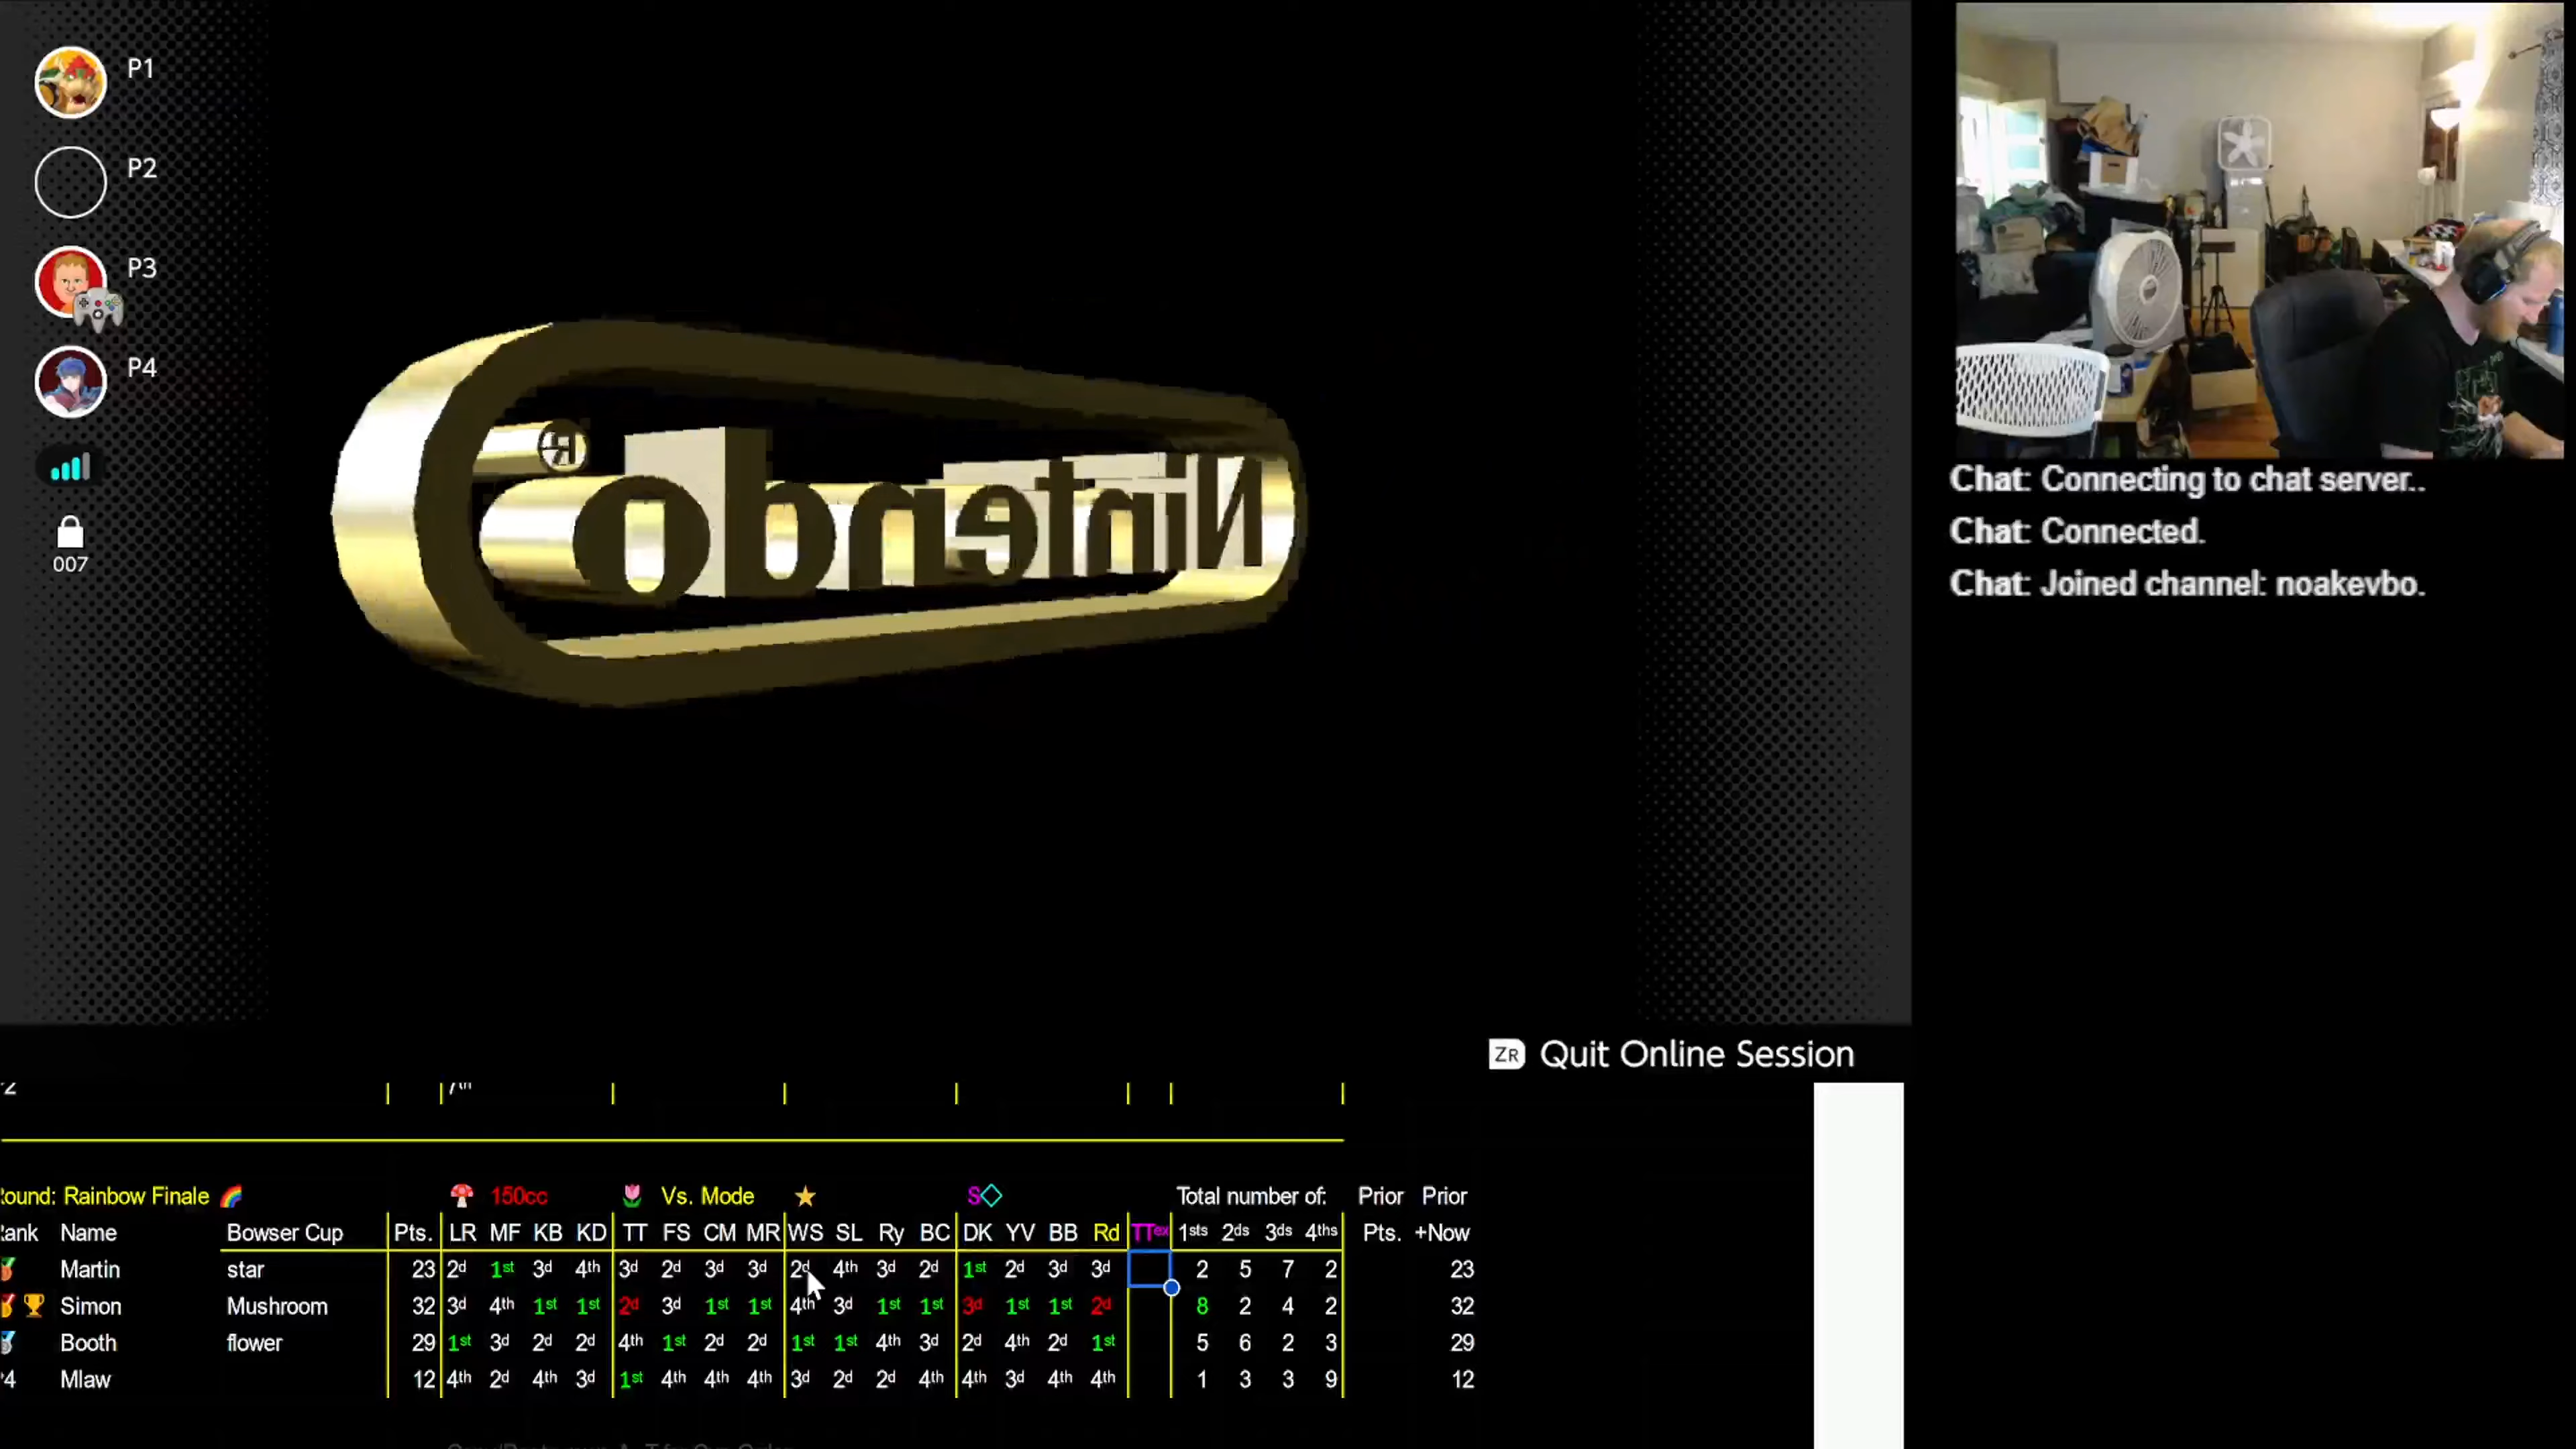 P1
P2
P3
P4
007
Nintendo®
Chat: Connecting to chat server..
Chat: Connected.
Chat: Joined channel: noakevbo.
ZR Quit Online Session
7th
ound: Rainbow Finale 🌈 🍄 150cc 🌷 Vs. Mode ⭐ S◇ Total number of: Prior Prior
ank Name Bowser Cup Pts. LR MF KB KD TT FS CM MR WS SL Ry BC DK YV BB Rd TTex 1sts 2ds 3ds 4ths Pts. +Now
Martin star 23 2d 1st 3d 4th 3d 2d 3d 3d 2d 4th 3d 2d 1st 2d 3d 3d 2 5 7 2 23
Simon Mushroom 32 3d 4th 1st 1st 2d 3d 1st 1st 4th 3d 1st 1st 3d 1st 1st 2d 8 2 4 2 32
Booth flower 29 1st 3d 2d 2d 4th 1st 2d 2d 1st 1st 4th 3d 2d 4th 2d 1st 5 6 2 3 29
4 Mlaw 12 4th 2d 4th 3d 1st 4th 4th 4th 3d 2d 2d 4th 4th 3d 4th 4th 1 3 3 9 12